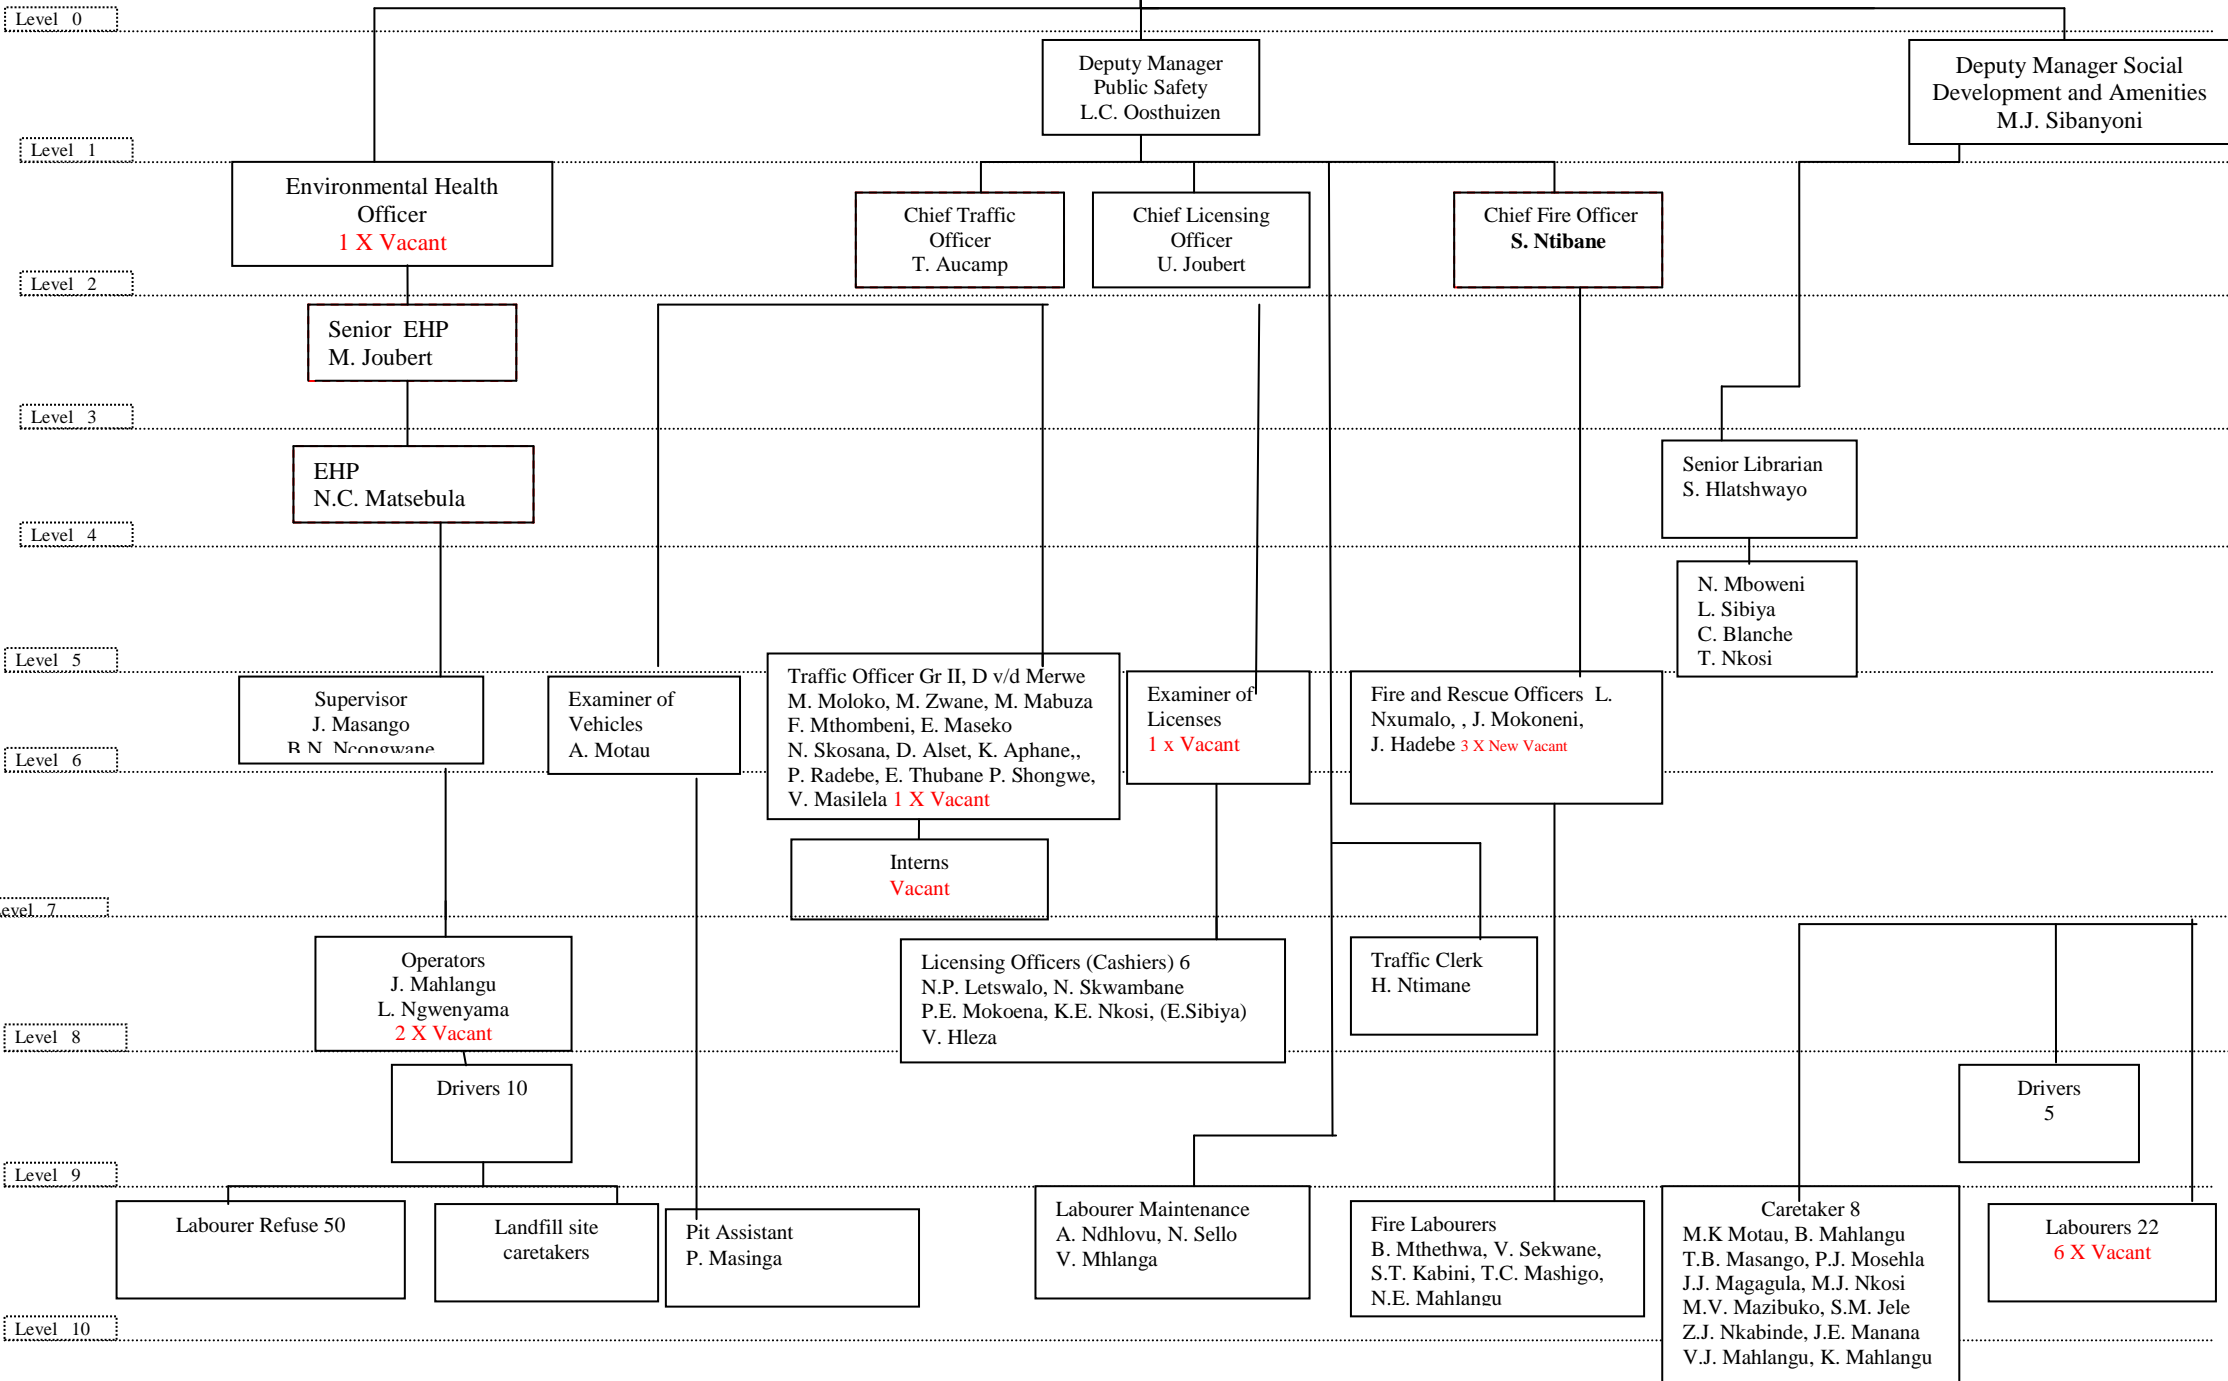 Level 0
Deputy Manager
Public Safety
L.C. Oosthuizen
Deputy Manager Social
Development and Amenities
M.J. Sibanyoni
Level 1
Environmental Health
Officer
1 X Vacant
Chief Traffic
Officer
T. Aucamp
Chief Licensing
Officer
U. Joubert
Chief Fire Officer
S. Ntibane
Level 2
Senior EHP
M. Joubert
Level 3
EHP
N.C. Matsebula
Senior Librarian
S. Hlatshwayo
Level 4
N. Mboweni
L. Sibiya
C. Blanche
T. Nkosi
Level 5
Supervisor
J. Masango
B.N. Ncongwane
Examiner of
Vehicles
A. Motau
Traffic Officer Gr II, D v/d Merwe
M. Moloko, M. Zwane, M. Mabuza
F. Mthombeni, E. Maseko
N. Skosana, D. Alset, K. Aphane,,
P. Radebe, E. Thubane P. Shongwe,
V. Masilela 1 X Vacant
Examiner of
Licenses
1 x Vacant
Fire and Rescue Officers L.
Nxumalo, , J. Mokoneni,
J. Hadebe 3 X New Vacant
Level 6
Interns
Vacant
evel 7
Operators
J. Mahlangu
L. Ngwenyama
2 X Vacant
Licensing Officers (Cashiers) 6
N.P. Letswalo, N. Skwambane
P.E. Mokoena, K.E. Nkosi, (E.Sibiya)
V. Hleza
Traffic Clerk
H. Ntimane
Level 8
Drivers 10
Drivers
5
Level 9
Labourer Refuse 50
Landfill site
caretakers
Pit Assistant
P. Masinga
Labourer Maintenance
A. Ndhlovu, N. Sello
V. Mhlanga
Fire Labourers
B. Mthethwa, V. Sekwane,
S.T. Kabini, T.C. Mashigo,
N.E. Mahlangu
Caretaker 8
M.K Motau, B. Mahlangu
T.B. Masango, P.J. Mosehla
J.J. Magagula, M.J. Nkosi
M.V. Mazibuko, S.M. Jele
Z.J. Nkabinde, J.E. Manana
V.J. Mahlangu, K. Mahlangu
Labourers 22
6 X Vacant
Level 10